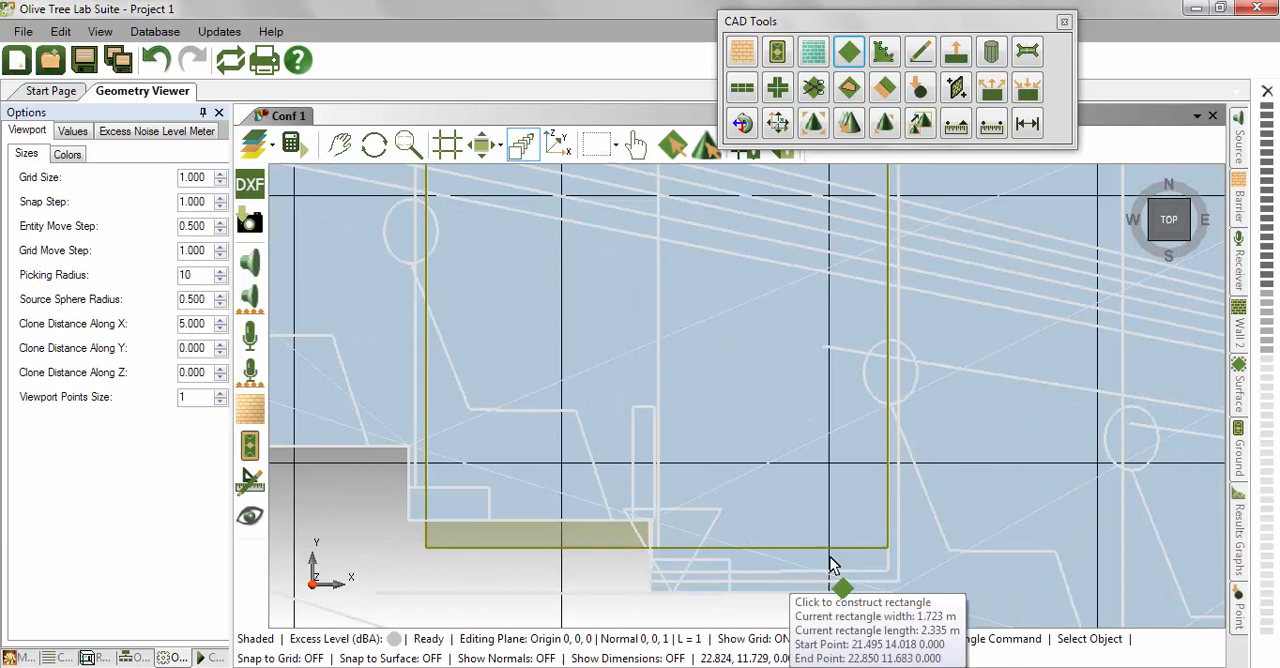 Olive Tree Lab Suite - Project 1
CAD Tools
File Edit View Database Updates Help
Start Page Geometry Viewer
Options
Conf 1
Viewport Values Excess Noise Level Meter
Sizes Colors
Grid Size: 1.000
Snap Step: 1.000
Entity Move Step: 0.500
Grid Move Step: 1.000
Picking Radius: 10
Source Sphere Radius: 0.500
Clone Distance Along X: 5.000
Clone Distance Along Y: 0.000
Clone Distance Along Z: 0.000
Viewport Points Size: 1
DXF
Z Y X
N
W TOP E
S
Source
Barrier
Receiver
Wall 2
Surface
Ground
Results Graphs
Point
Y
Z X
Click to construct rectangle
Current rectangle width: 1.723 m
Current rectangle length: 2.335 m
Start Point: 21.495 14.018 0.000
End Point: 22.850 11.683 0.000
Shaded | Excess Level (dBA): Ready | Editing Plane: Origin 0, 0, 0 | Normal 0, 0, 1 | L = 1 | Show Grid: ON
ngle Command | Select Object |
M... C... R... O... O... C...
Snap to Grid: OFF | Snap to Surface: OFF | Show Normals: OFF | Show Dimensions: OFF | 22.824, 11.729, 0.00